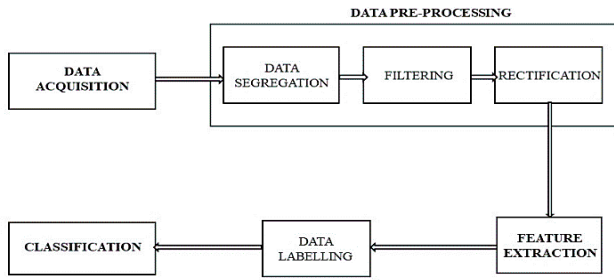 DATA PRE-PROCESSING
DATA
ACQUISITION
DATA
SEGREGATION
FILTERING
RECTIFICATION
CLASSIFICATION
DATA
LABELLING
FEATURE
EXTRACTION